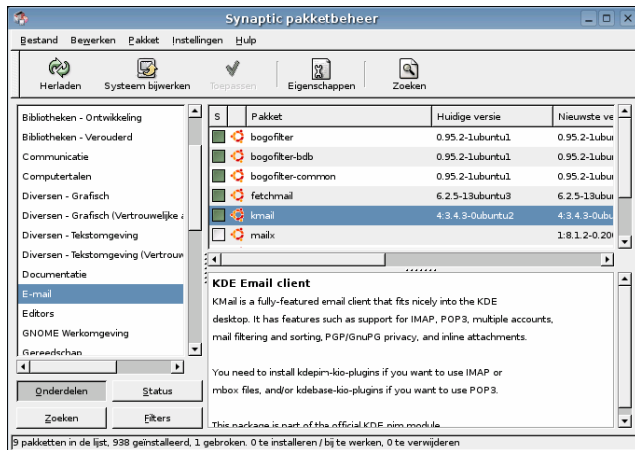 Synaptic pakketbeheer
Bestand Bewerken Pakket Instellingen Hulp
Herladen Systeem bijwerken Toepassen Eigenschappen Zoeken
Bibliotheken - Ontwikkeling
Bibliotheken - Verouderd
Communicatie
Computertalen
Diversen - Grafisch
Diversen - Grafisch (Vertrouwelijke a
Diversen - Tekstomgeving
Diversen - Tekstomgeving (Vertrouw
Documentatie
E-mail
Editors
GNOME Werkomgeving
Gereedschap
Onderdelen Status
Zoeken Filters
S Pakket Huidige versie Nieuwste ve
bogofilter 0.95.2-1ubuntu1 0.95.2-1ubu
bogofilter-bdb 0.95.2-1ubuntu1 0.95.2-1ubu
bogofilter-common 0.95.2-1ubuntu1 0.95.2-1ubu
fetchmail 6.2.5-13ubuntu3 6.2.5-13ubu
kmail 4:3.4.3-0ubuntu2 4:3.4.3-0ubu
mailx 1:8.1.2-0.20
KDE Email client
KMail is a fully-featured email client that fits nicely into the KDE
desktop. It has features such as support for IMAP, POP3, multiple accounts,
mail filtering and sorting, PGP/GnuPG privacy, and inline attachments.
You need to install kdepim-kio-plugins if you want to use IMAP or
mbox files, and/or kdebase-kio-plugins if you want to use POP3.
This package is part of the official KDE pim module
9 pakketten in de lijst, 938 geïnstalleerd, 1 gebroken. 0 te installeren / bij te werken, 0 te verwijderen